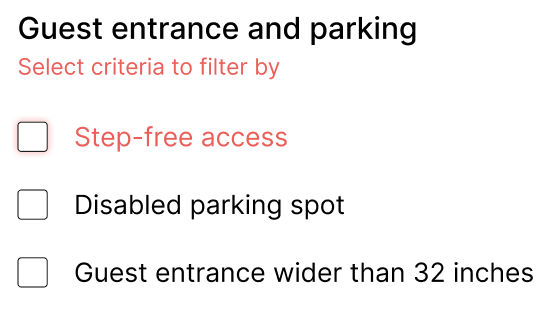 Guest entrance and parking
Select criteria to filter by
Step-free access
Disabled parking spot
Guest entrance wider than 32 inches